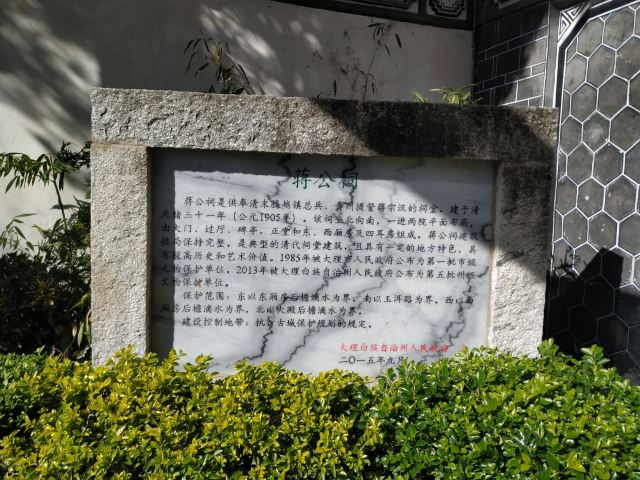 蒋公祠
蒋公祠是供奉清末腾越镇总兵、贵州提督蒋宗汉的祠堂。建于清
光绪三十一年（公元1905年）。该祠坐北向南，一进两院平面布局，
由大门、过厅、碑亭、正堂和东、西厢房及四耳房组成。蒋公祠建筑
格局保持完整，是典型的清代祠堂建筑，且具有一定的地方特色，具
有较高历史和艺术价值。1985年被大理市人民政府公布为第一批市级
文物保护单位，2013年被大理白族自治州人民政府公布为第五批州级
文物保护单位。
保护范围：东以东厢房后檐滴水为界，南以玉洱路为界，西以西
厢房后檐滴水为界，北以大殿后檐滴水为界。
建设控制地带：执行古城保护规划的规定。
大理白族自治州人民政府 立
二〇一五年九月